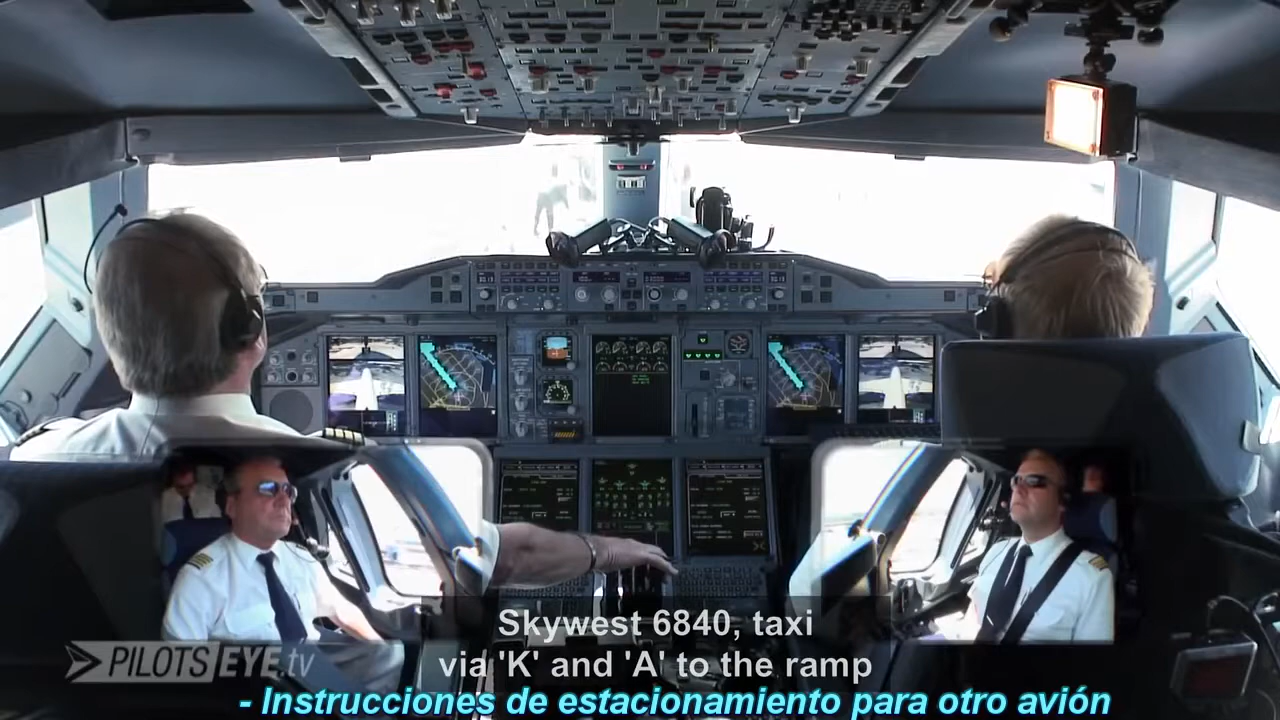 Skywest 6840, taxi
via 'K' and 'A' to the ramp
PILOTSEYE.tv
- Instrucciones de estacionamiento para otro avión